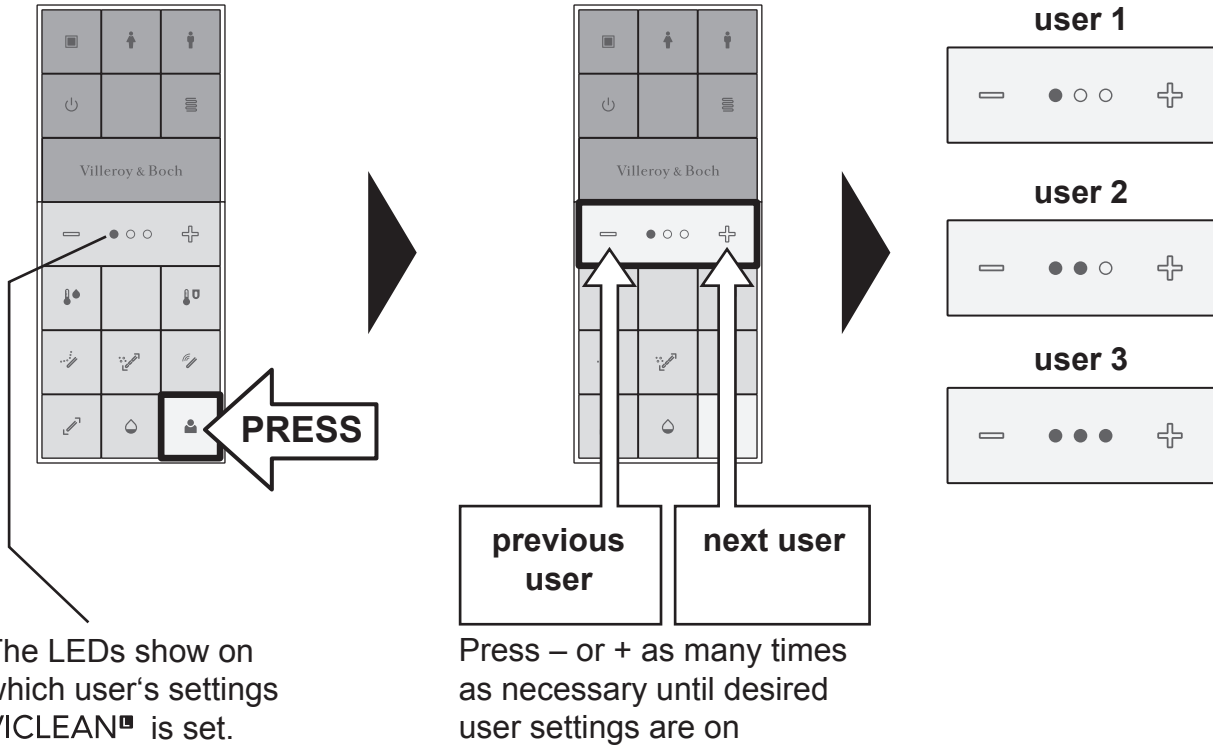 Villeroy & Boch
PRESS
The LEDs show on
which user‘s settings
VICLEAN L is set.
Villeroy & Boch
previous
user
next user
Press – or + as many times
as necessary until desired
user settings are on
user 1
user 2
user 3